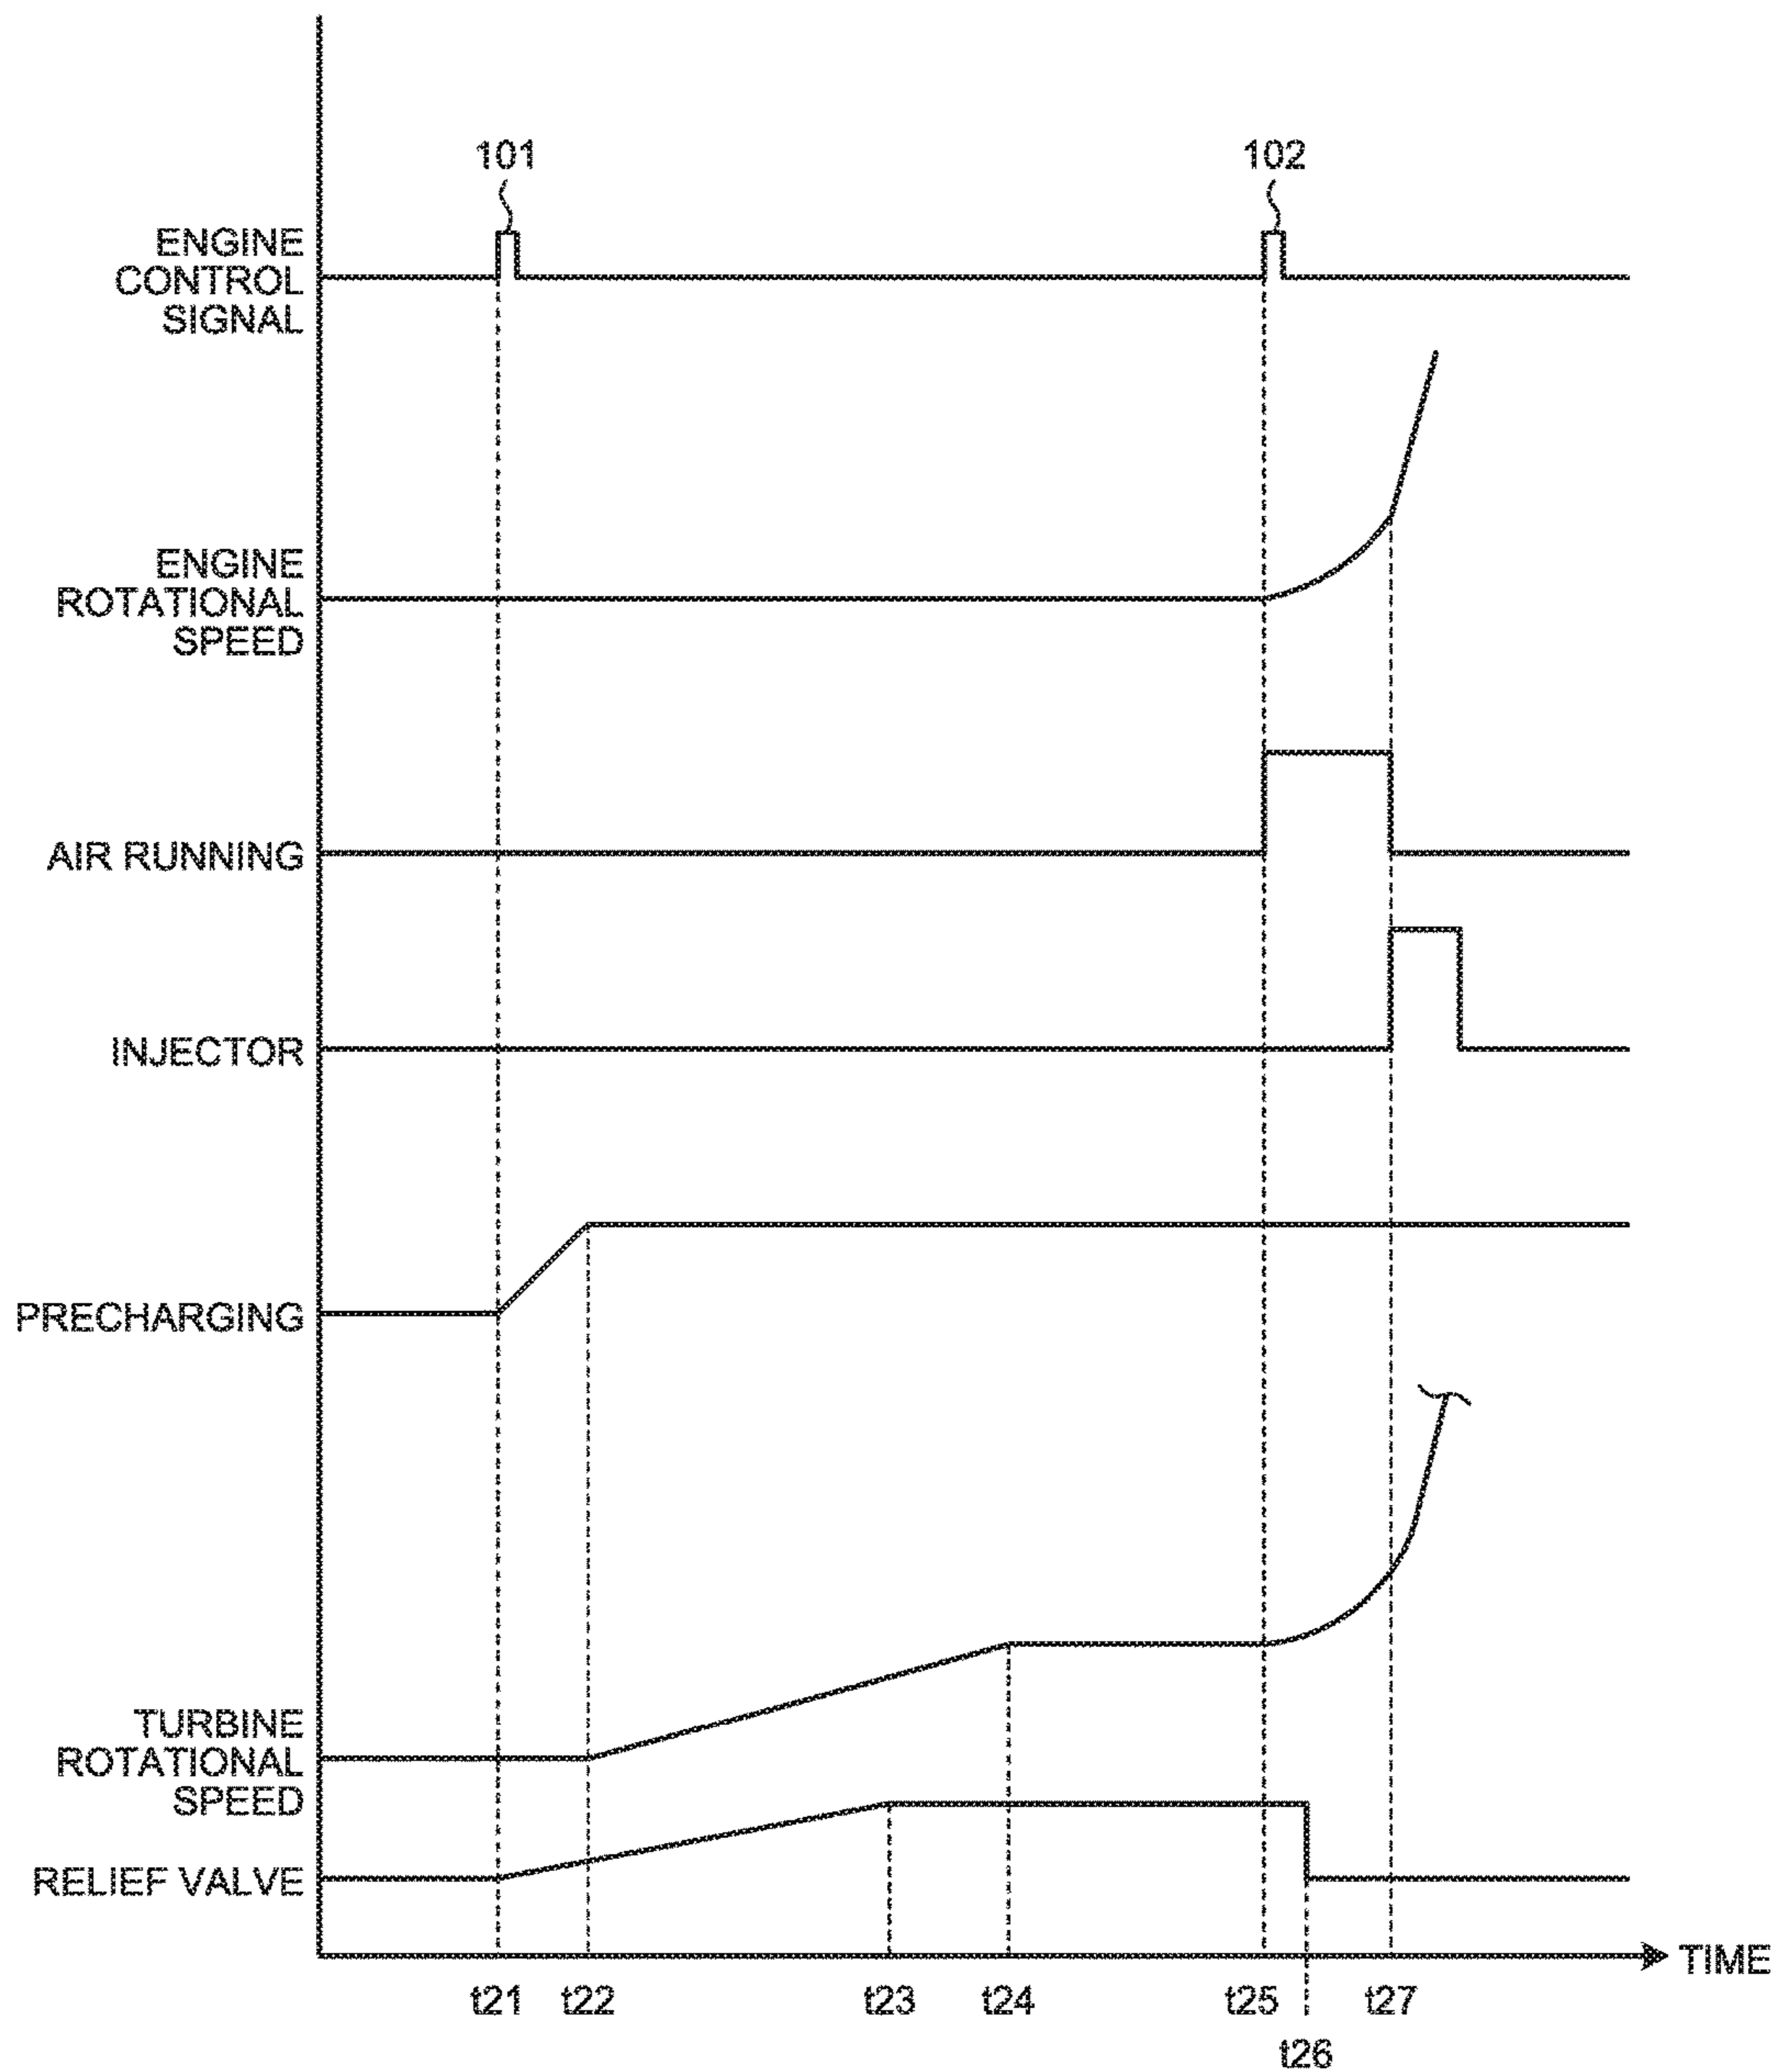 101
102
ENGINE
CONTROL
SIGNAL
ENGINE
ROTATIONAL
SPEED
AIR RUNNING
INJECTOR
PRECHARGING
TURBINE
ROTATIONAL
SPEED
RELIEF VALVE
TIME
t21 t22 t23 t24 t25 t27
t26